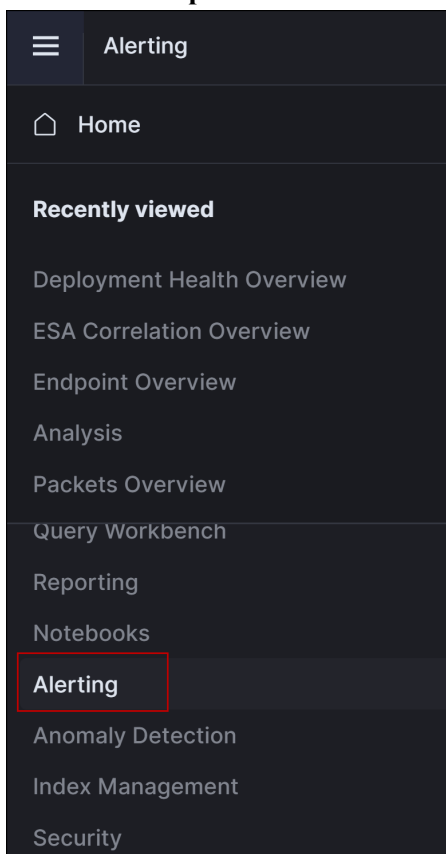 Alerting
Home
Recently viewed
Deployment Health Overview
ESA Correlation Overview
Endpoint Overview
Analysis
Packets Overview
Query Workbench
Reporting
Notebooks
Alerting
Anomaly Detection
Index Management
Security